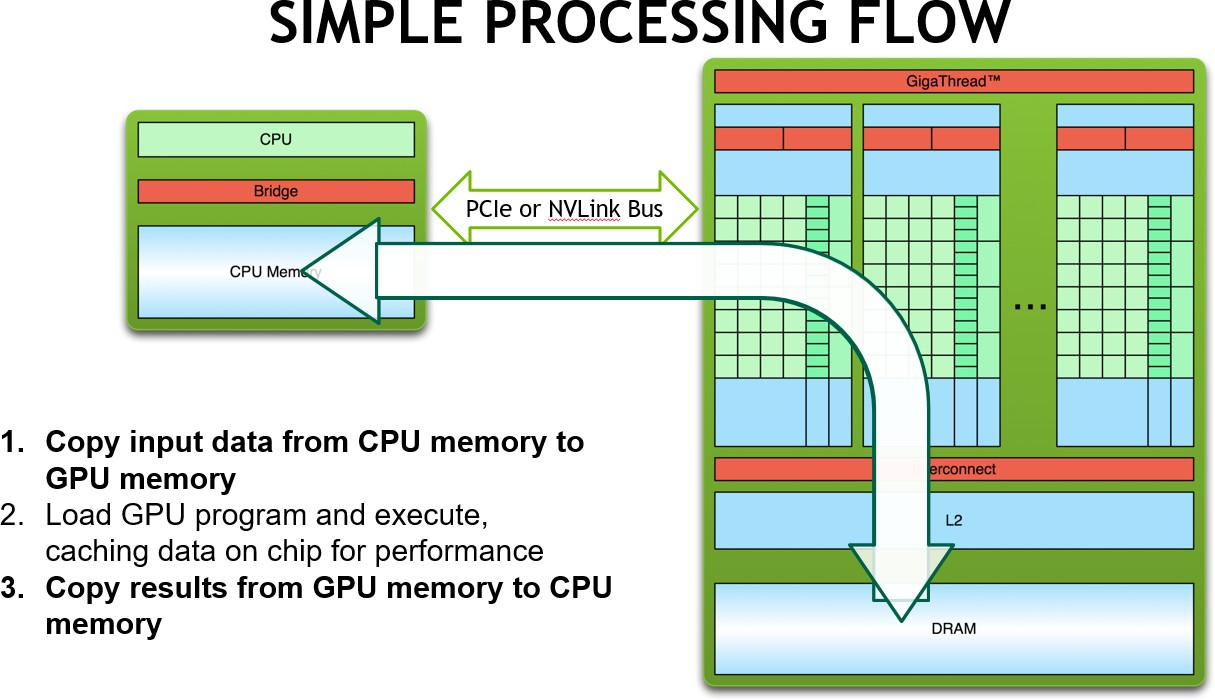 SIMPLE PROCESSING FLOW
GigaThread™
CPU
Bridge
PCIe or NVLink Bus
CPU Memory
...
1. Copy input data from CPU memory to
GPU memory
2. Load GPU program and execute,
caching data on chip for performance
3. Copy results from GPU memory to CPU
memory
erconnect
L2
DRAM